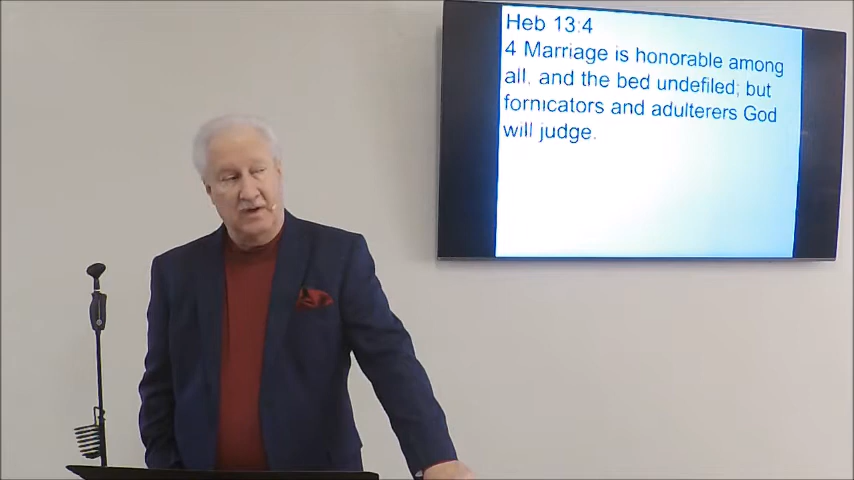 Heb 13:4
4 Marriage is honorable among
all, and the bed undefiled; but
fornicators and adulterers God
will judge.